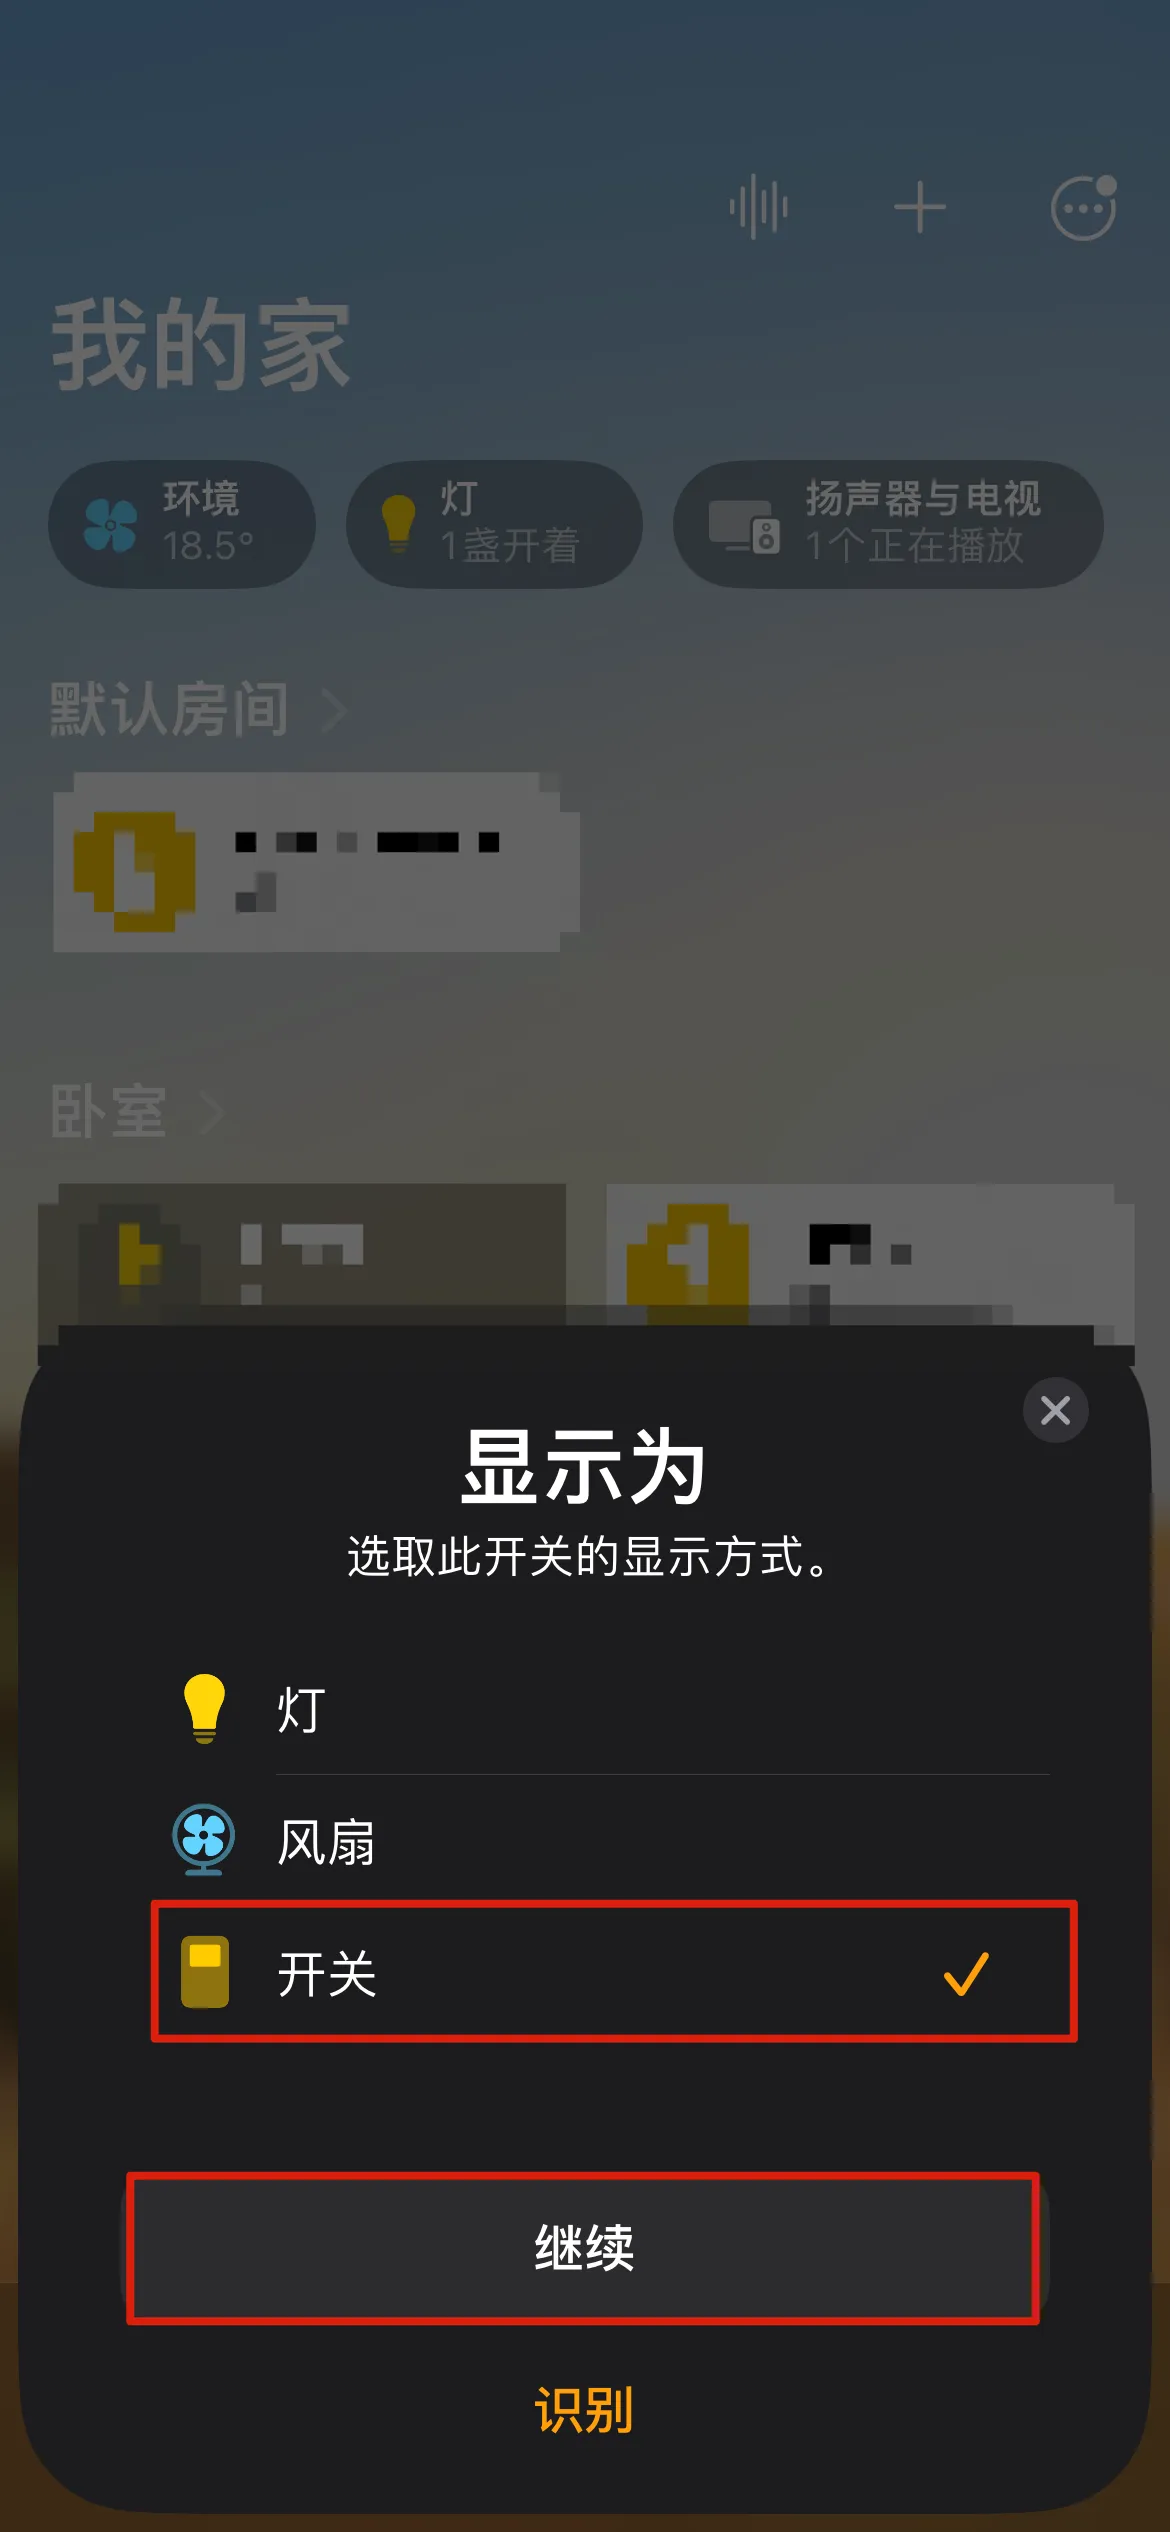 我的家
环境
18.5°
灯
1盏开着
扬声器与电视
1个正在播放
默认房间
卧室
显示为
选取此开关的显示方式。
灯
风扇
开关
继续
识别